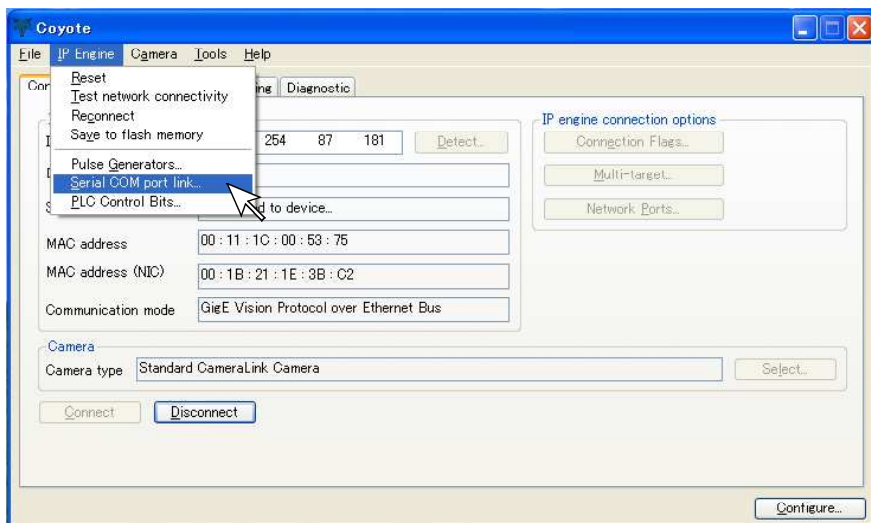 Coyote
File IP Engine Camera Tools Help
Reset
Test network connectivity
Reconnect
Save to flash memory
Pulse Generators...
Serial COM port link...
PLC Control Bits...
Diagnostic
254 87 181 Detect...
to device...
MAC address 00 : 11 : 1C : 00 : 53 : 75
MAC address (NIC) 00 : 1B : 21 : 1E : 3B : C2
Communication mode GigE Vision Protocol over Ethernet Bus
IP engine connection options
Connection Flags...
Multi-target...
Network Ports...
Camera
Camera type Standard CameraLink Camera Select...
Connect Disconnect
Configure...